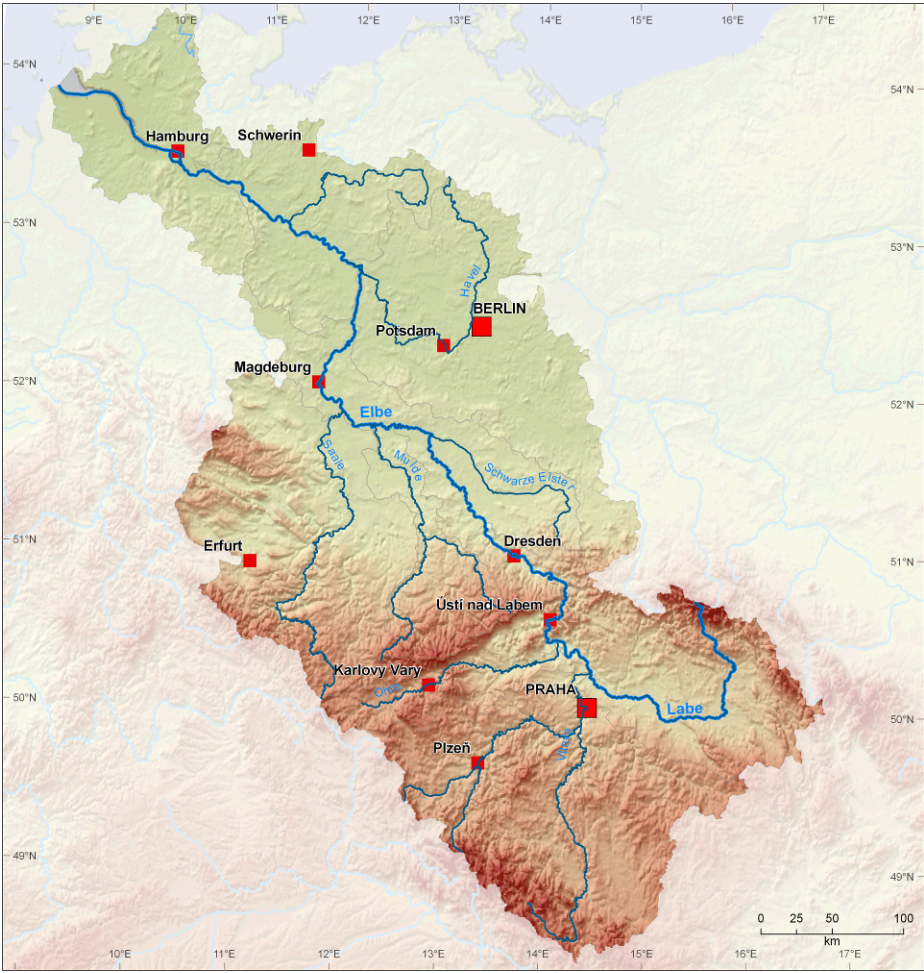 9°E 10°E 11°E 12°E 13°E 14°E 15°E 16°E 17°E
54°N
54°N
Hamburg
Schwerin
53°N
53°N
Havel
BERLIN
Potsdam
Magdeburg
52°N
52°N
Elbe
Saale
Mulde
Schwarze Elster
51°N
51°N
Erfurt
Dresden
Ústí nad Labem
Karlovy Vary
PRAHA
50°N
50°N
Labe
Plzeň
49°N
49°N
0 25 50 100
km
10°E 11°E 12°E 13°E 14°E 15°E 16°E 17°E